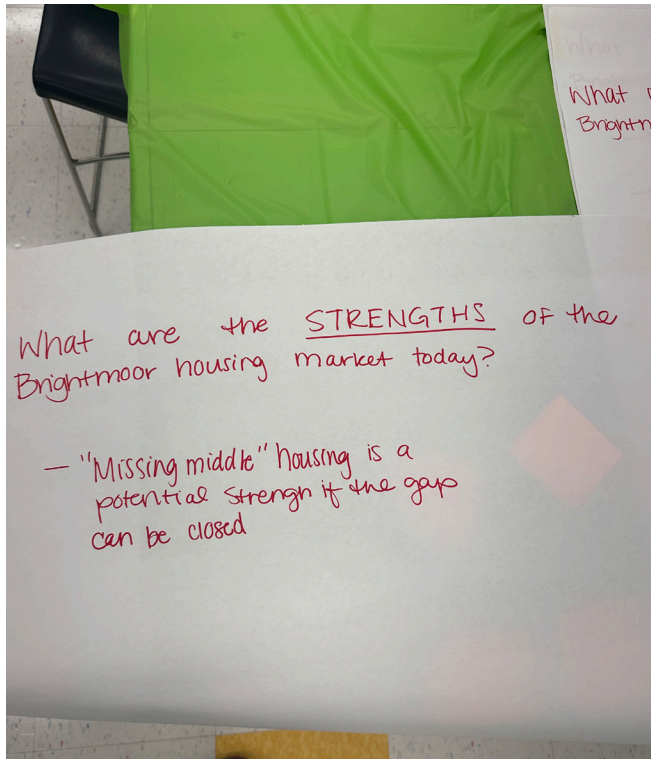 What
What
Brightm
What are the STRENGTHS of the
Brightmoor housing market today?
- "Missing middle" housing is a
potential strengh if the gap
can be closed